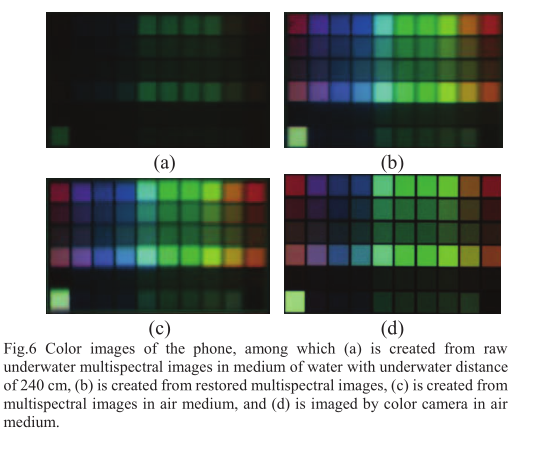 (a)
(b)
(c)
(d)
Fig.6 Color images of the phone, among which (a) is created from raw
underwater multispectral images in medium of water with underwater distance
of 240 cm, (b) is created from restored multispectral images, (c) is created from
multispectral images in air medium, and (d) is imaged by color camera in air
medium.